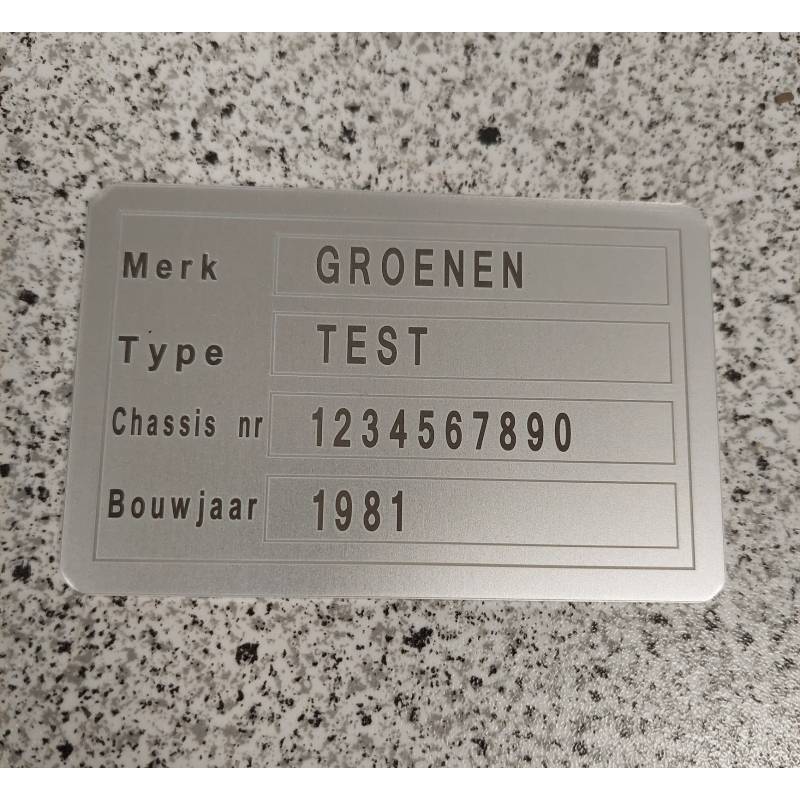 Merk GROENEN
Type TEST
Chassis nr 1234567890
Bouwjaar 1981